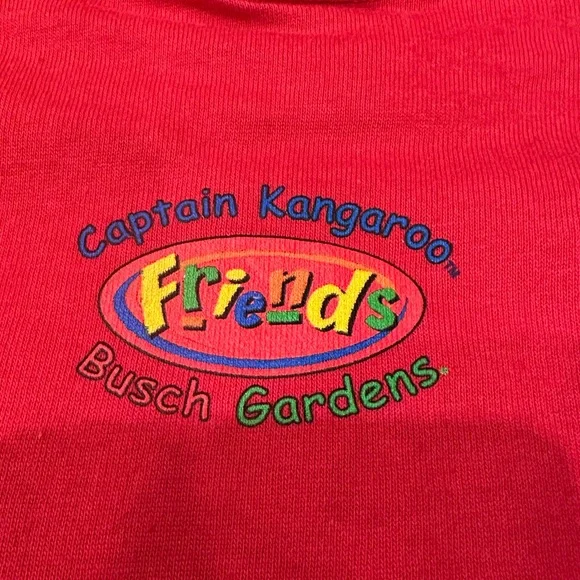 Captain Kangaroo™
Friends
Busch Gardens®